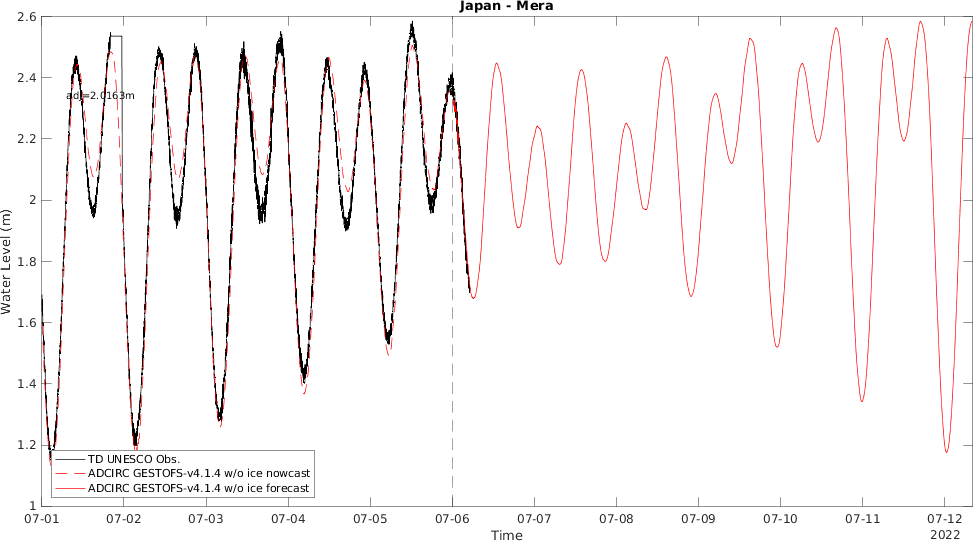 Japan - Mera
2.6
2.4
adj=2.0163m
2.2
2
1.8
1.6
1.4
1.2
1
Water Level (m)
TD UNESCO Obs.
ADCIRC GESTOFS-v4.1.4 w/o ice nowcast
ADCIRC GESTOFS-v4.1.4 w/o ice forecast
07-01 07-02 07-03 07-04 07-05 07-06 07-07 07-08 07-09 07-10 07-11 07-12
2022
Time